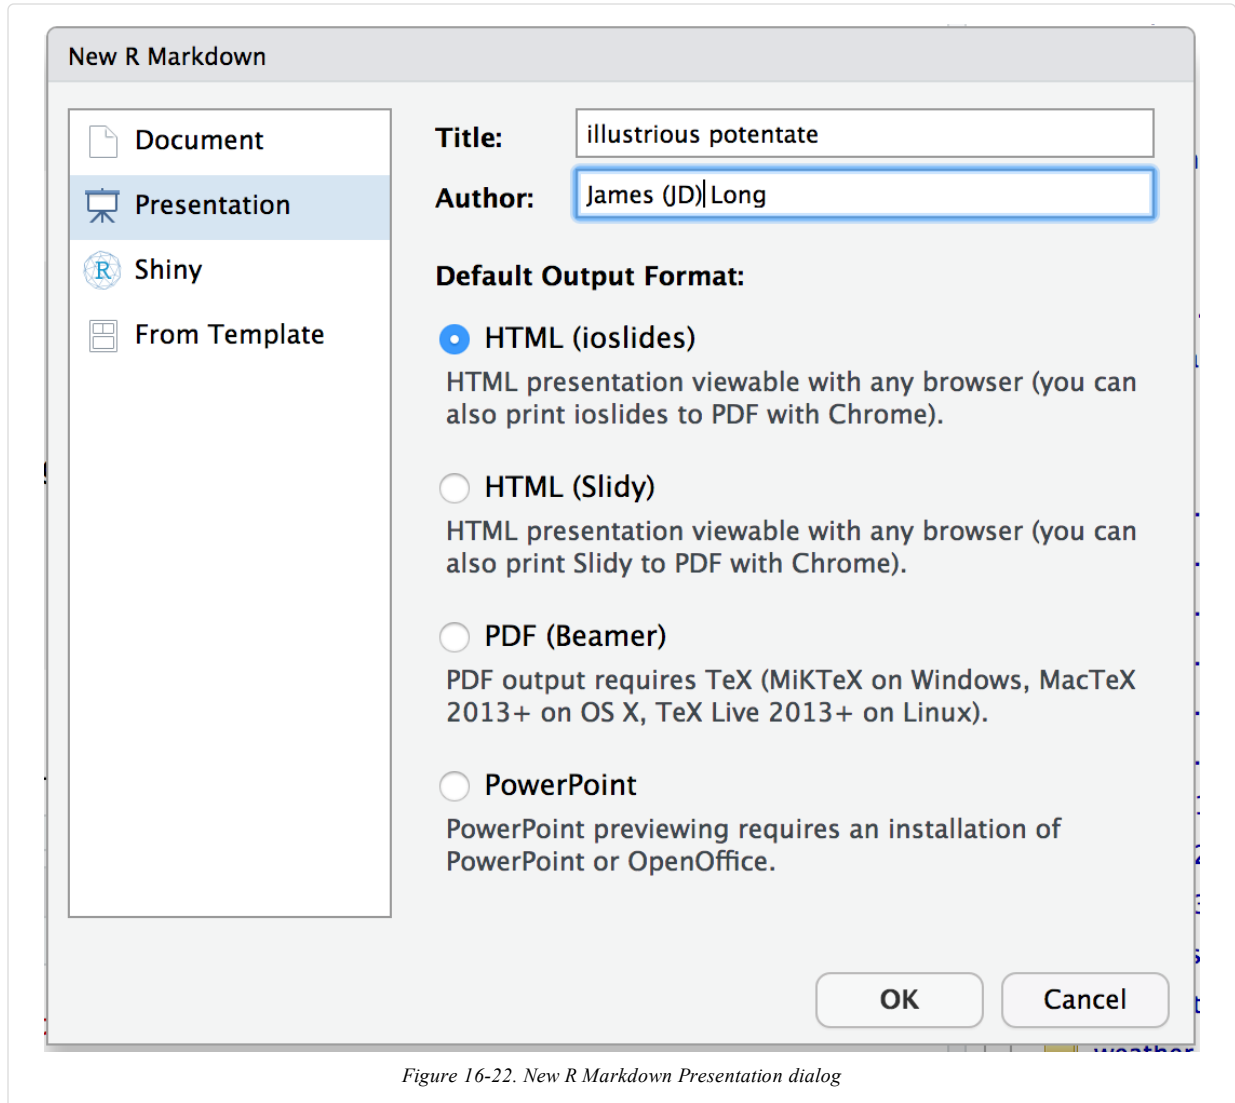 New R Markdown
Document
Presentation
Shiny
From Template
Title:
illustrious potentate
Author:
James (JD) Long
Default Output Format:
HTML (ioslides)
HTML presentation viewable with any browser (you can
also print ioslides to PDF with Chrome).
HTML (Slidy)
HTML presentation viewable with any browser (you can
also print Slidy to PDF with Chrome).
PDF (Beamer)
PDF output requires TeX (MiKTeX on Windows, MacTeX
2013+ on OS X, TeX Live 2013+ on Linux).
PowerPoint
PowerPoint previewing requires an installation of
PowerPoint or OpenOffice.
OK
Cancel
Figure 16-22. New R Markdown Presentation dialog